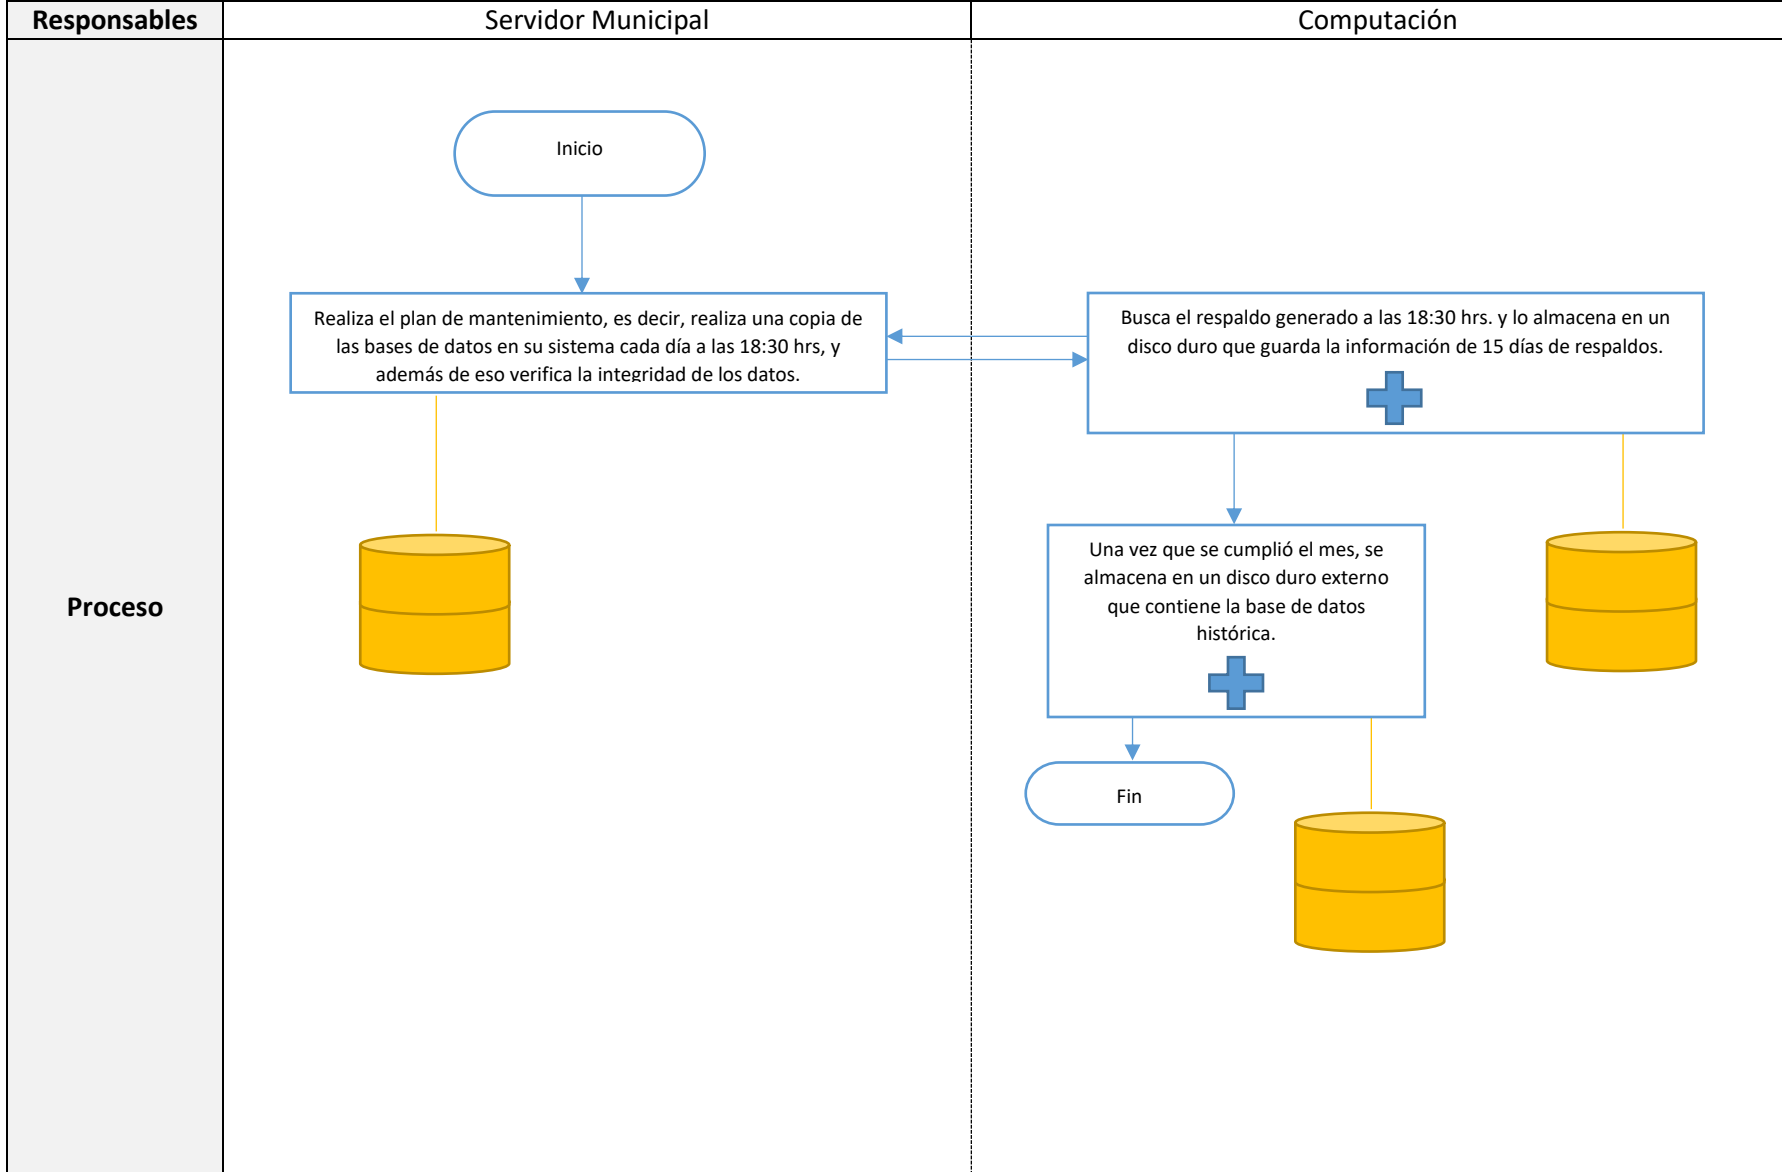 Responsables
Servidor Municipal
Computación
Proceso
Inicio
Realiza el plan de mantenimiento, es decir, realiza una copia de
las bases de datos en su sistema cada día a las 18:30 hrs, y
además de eso verifica la integridad de los datos.
Busca el respaldo generado a las 18:30 hrs. y lo almacena en un
disco duro que guarda la información de 15 días de respaldos.
Una vez que se cumplió el mes, se
almacena en un disco duro externo
que contiene la base de datos
histórica.
Fin